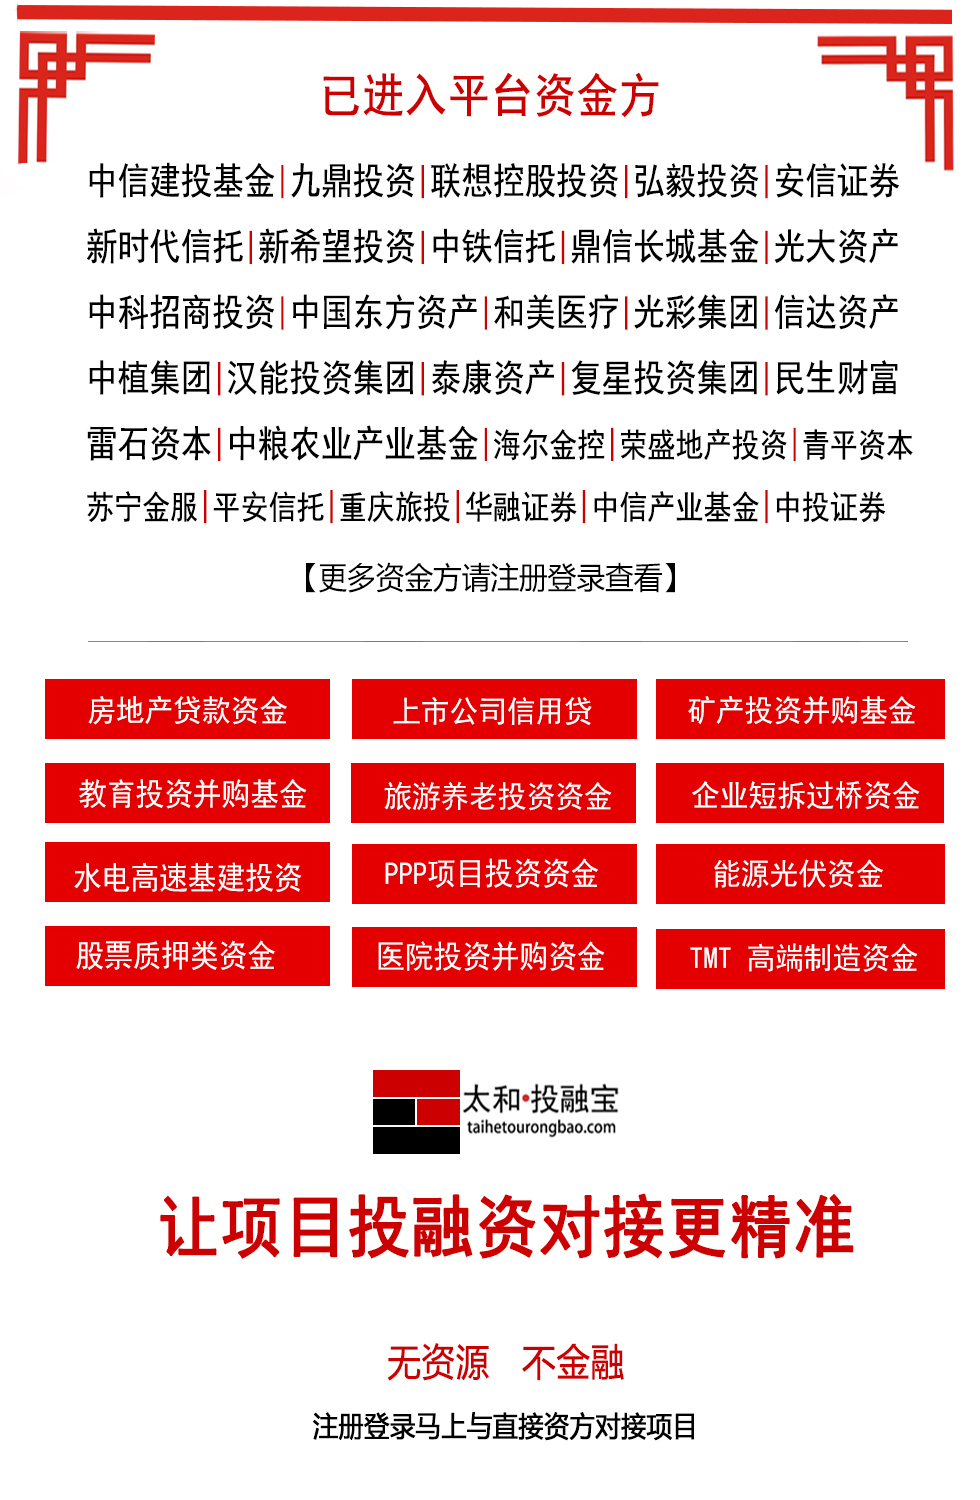 已进入平台资金方
中信建投基金|九鼎投资|联想控股投资|弘毅投资|安信证券
新时代信托|新希望投资|中铁信托|鼎信长城基金|光大资产
中科招商投资|中国东方资产|和美医疗|光彩集团|信达资产
中植集团|汉能投资集团|泰康资产|复星投资集团|民生财富
雷石资本|中粮农业产业基金|海尔金控|荣盛地产投资|青平资本
苏宁金服|平安信托|重庆旅投|华融证券|中信产业基金|中投证券
【更多资金方请注册登录查看】
房地产贷款资金 上市公司信用贷 矿产投资并购基金
教育投资并购基金 旅游养老投资资金 企业短拆过桥资金
水电高速基建投资 PPP项目投资资金 能源光伏资金
股票质押类资金 医院投资并购资金 TMT 高端制造资金
太和·投融宝
taihetourongbao.com
让项目投融资对接更精准
无资源 不金融
注册登录马上与直接资方对接项目